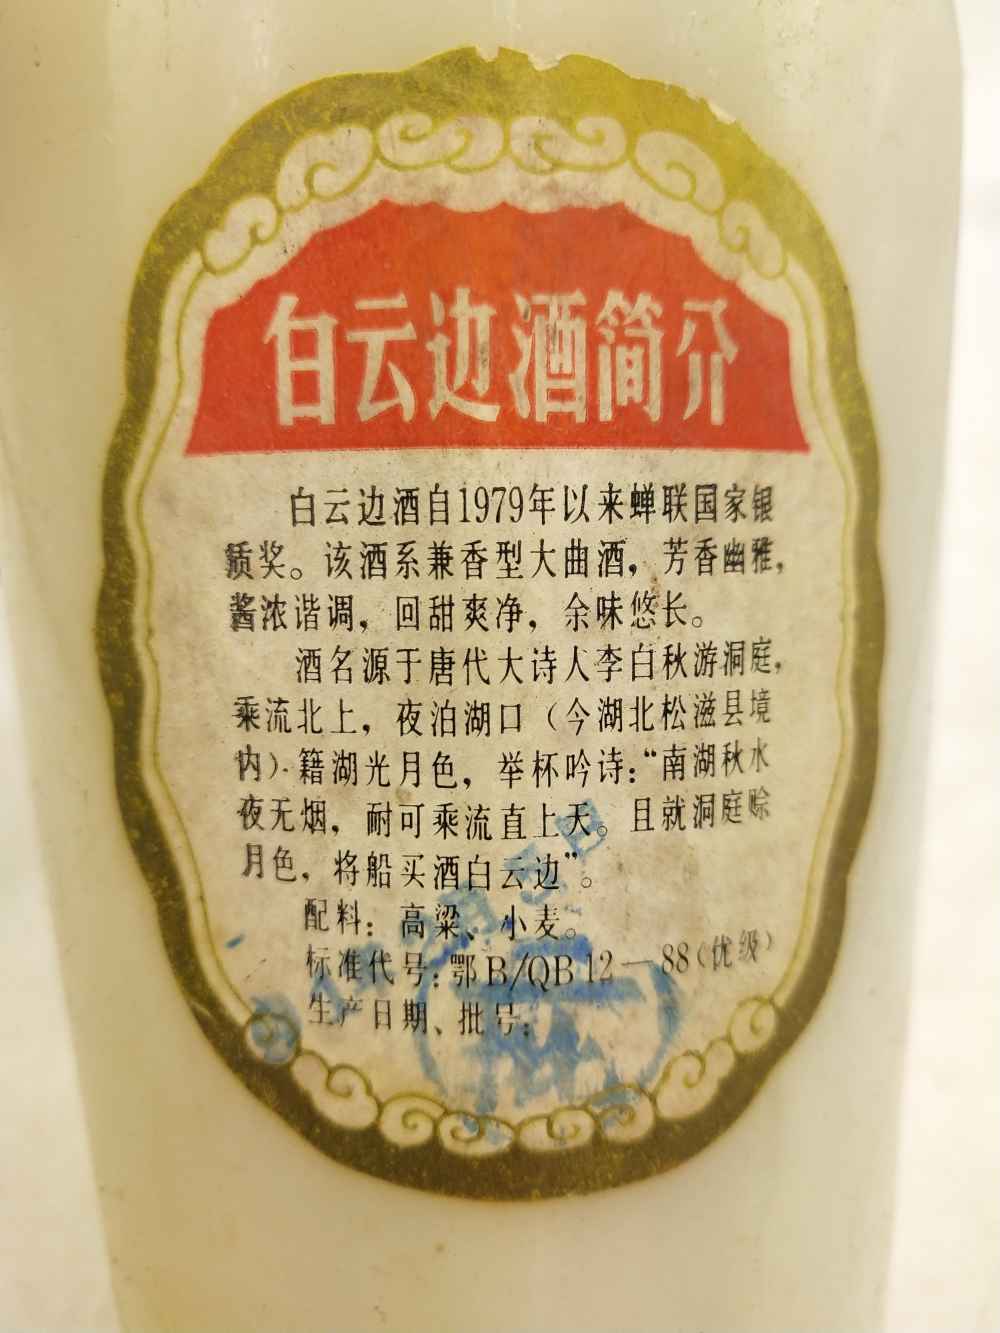 白云边酒简介
白云边酒自1979年以来蝉联国家银
质奖。该酒系兼香型大曲酒，芳香幽雅，
酱浓谐调，回甜爽净，余味悠长。
酒名源于唐代大诗人李白秋游洞庭，
乘流北上，夜泊湖口（今湖北松滋县境
内）.籍湖光月色，举杯吟诗：“南湖秋水
夜无烟，耐可乘流直上天。且就洞庭赊
月色，将船买酒白云边”。
配料：高粱、小麦。
标准代号：鄂B/QB12—88（优级）
生产日期、批号：